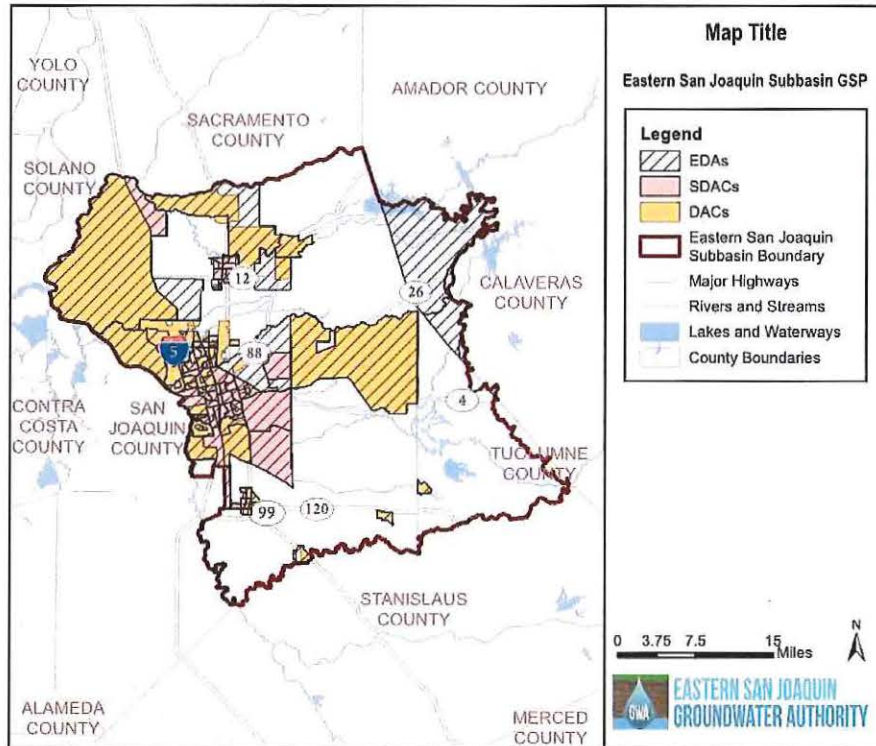 YOLO
COUNTY
AMADOR COUNTY
SACRAMENTO
COUNTY
SOLANO
COUNTY
12
26
CALAVERAS
COUNTY
5
88
4
CONTRA
COSTA
COUNTY
SAN
JOAQUIN
COUNTY
TUOLUMNE
COUNTY
99
120
STANISLAUS
COUNTY
ALAMEDA
COUNTY
MERCED
COUNTY
Map Title
Eastern San Joaquin Subbasin GSP
Legend
EDAs
SDACs
DACs
Eastern San Joaquin
Subbasin Boundary
Major Highways
Rivers and Streams
Lakes and Waterways
County Boundaries
N
0 3.75 7.5 15
Miles
GWA
EASTERN SAN JOAQUIN
GROUNDWATER AUTHORITY